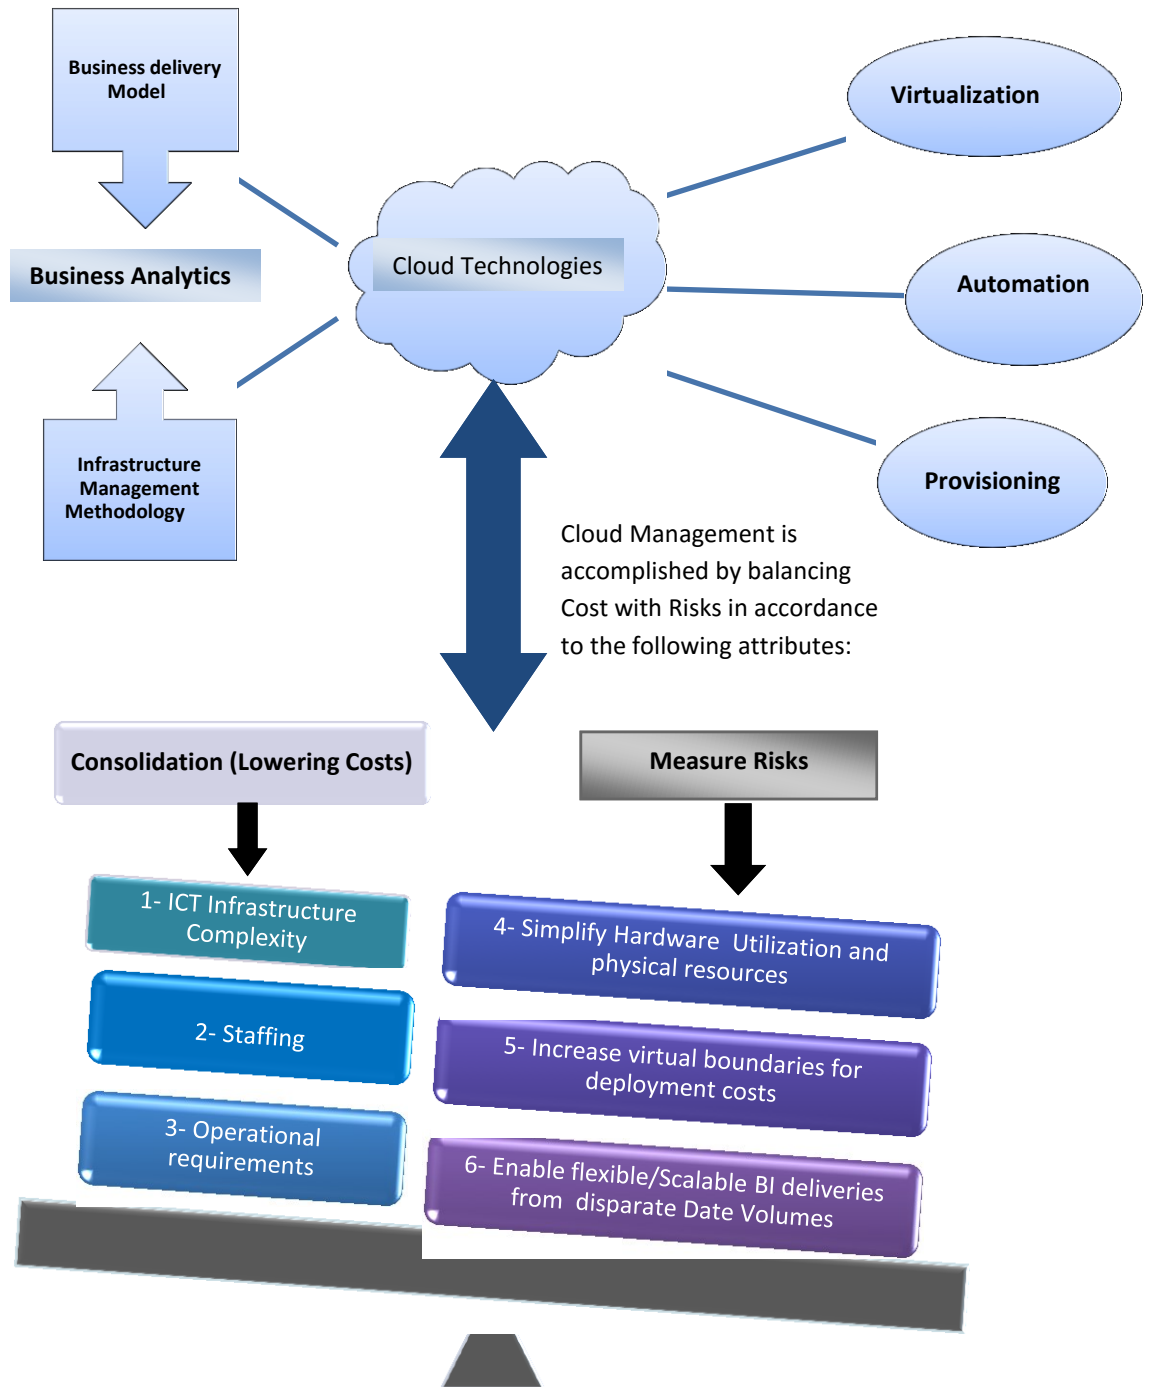 Business delivery
Model
Virtualization
Business Analytics
Cloud Technologies
Automation
Infrastructure
Management
Methodology
Provisioning
Cloud Management is
accomplished by balancing
Cost with Risks in accordance
to the following attributes:
Consolidation (Lowering Costs)
Measure Risks
1- ICT Infrastructure
Complexity
2- Staffing
3- Operational
requirements
4- Simplify Hardware Utilization and
physical resources
5- Increase virtual boundaries for
deployment costs
6- Enable flexible/Scalable BI deliveries
from disparate Date Volumes